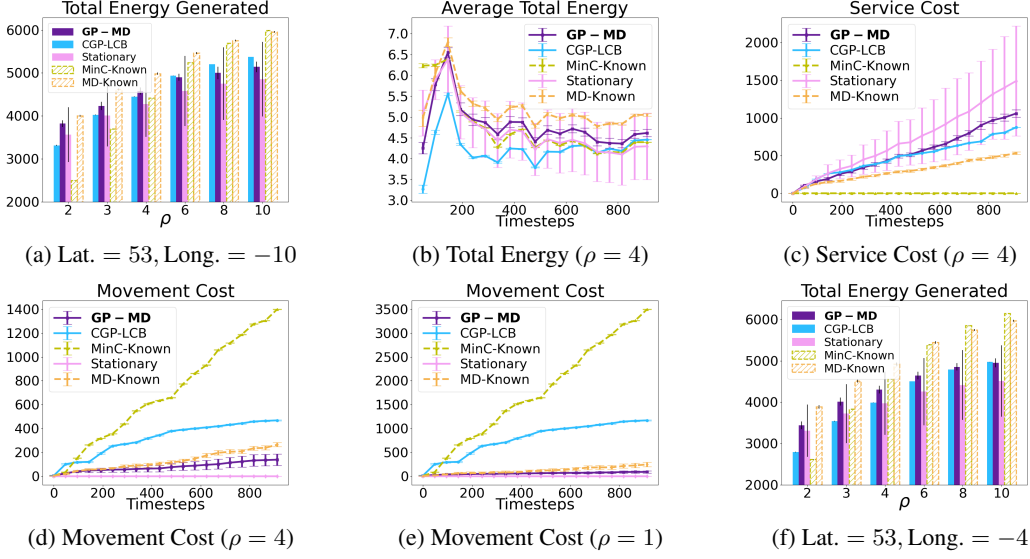 Total Energy Generated
6000
5000
4000
3000
2000
GP − MD
CGP-LCB
Stationary
MinC-Known
MD-Known
2 3 4 6 8 10
ρ
(a) Lat. = 53, Long. = −10
Average Total Energy
7.0
6.5
6.0
5.5
5.0
4.5
4.0
3.5
3.0
GP − MD
CGP-LCB
MinC-Known
Stationary
MD-Known
200 400 600 800
Timesteps
(b) Total Energy (ρ = 4)
Service Cost
2000
1500
1000
500
0
GP − MD
CGP-LCB
MinC-Known
Stationary
MD-Known
0 200 400 600 800
Timesteps
(c) Service Cost (ρ = 4)
Movement Cost
1400
1200
1000
800
600
400
200
0
GP − MD
CGP-LCB
MinC-Known
Stationary
MD-Known
0 200 400 600 800
Timesteps
(d) Movement Cost (ρ = 4)
Movement Cost
3500
3000
2500
2000
1500
1000
500
0
GP − MD
CGP-LCB
MinC-Known
Stationary
MD-Known
0 200 400 600 800
Timesteps
(e) Movement Cost (ρ = 1)
Total Energy Generated
6000
5000
4000
3000
2000
GP − MD
CGP-LCB
Stationary
MinC-Known
MD-Known
2 3 4 6 8 10
ρ
(f) Lat. = 53, Long. = −4